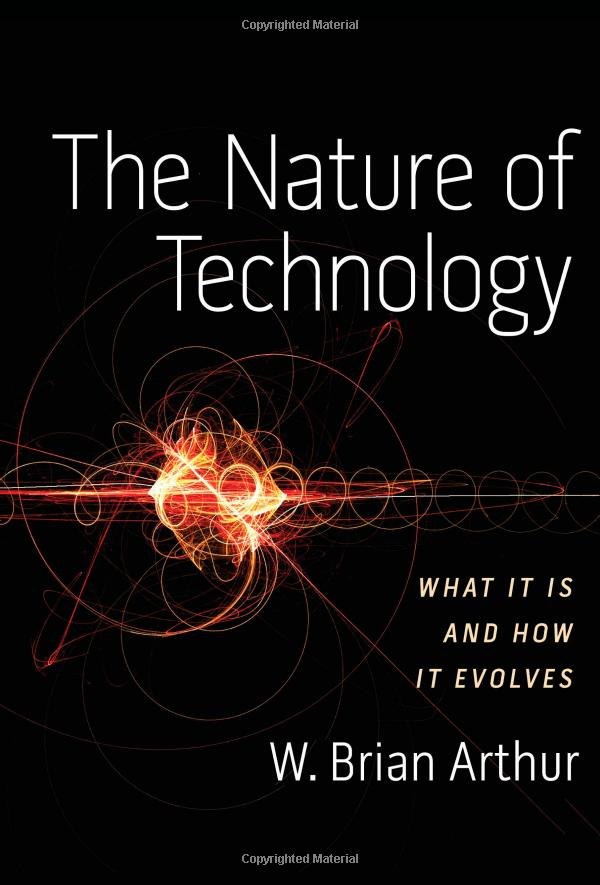 Copyrighted Material
The Nature of
Technology
WHAT IT IS
AND HOW
IT EVOLVES
W. Brian Arthur
Copyrighted Material